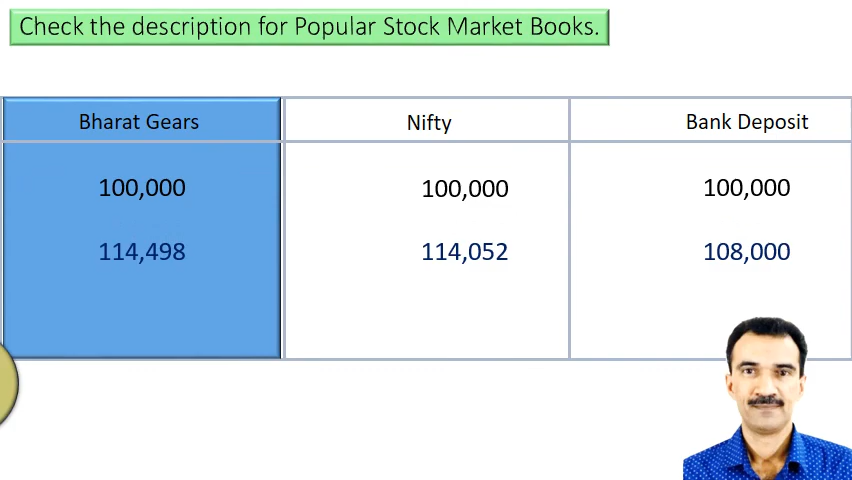 Check the description for Popular Stock Market Books.
Bharat Gears Nifty Bank Deposit
100,000 100,000 100,000
114,498 114,052 108,000